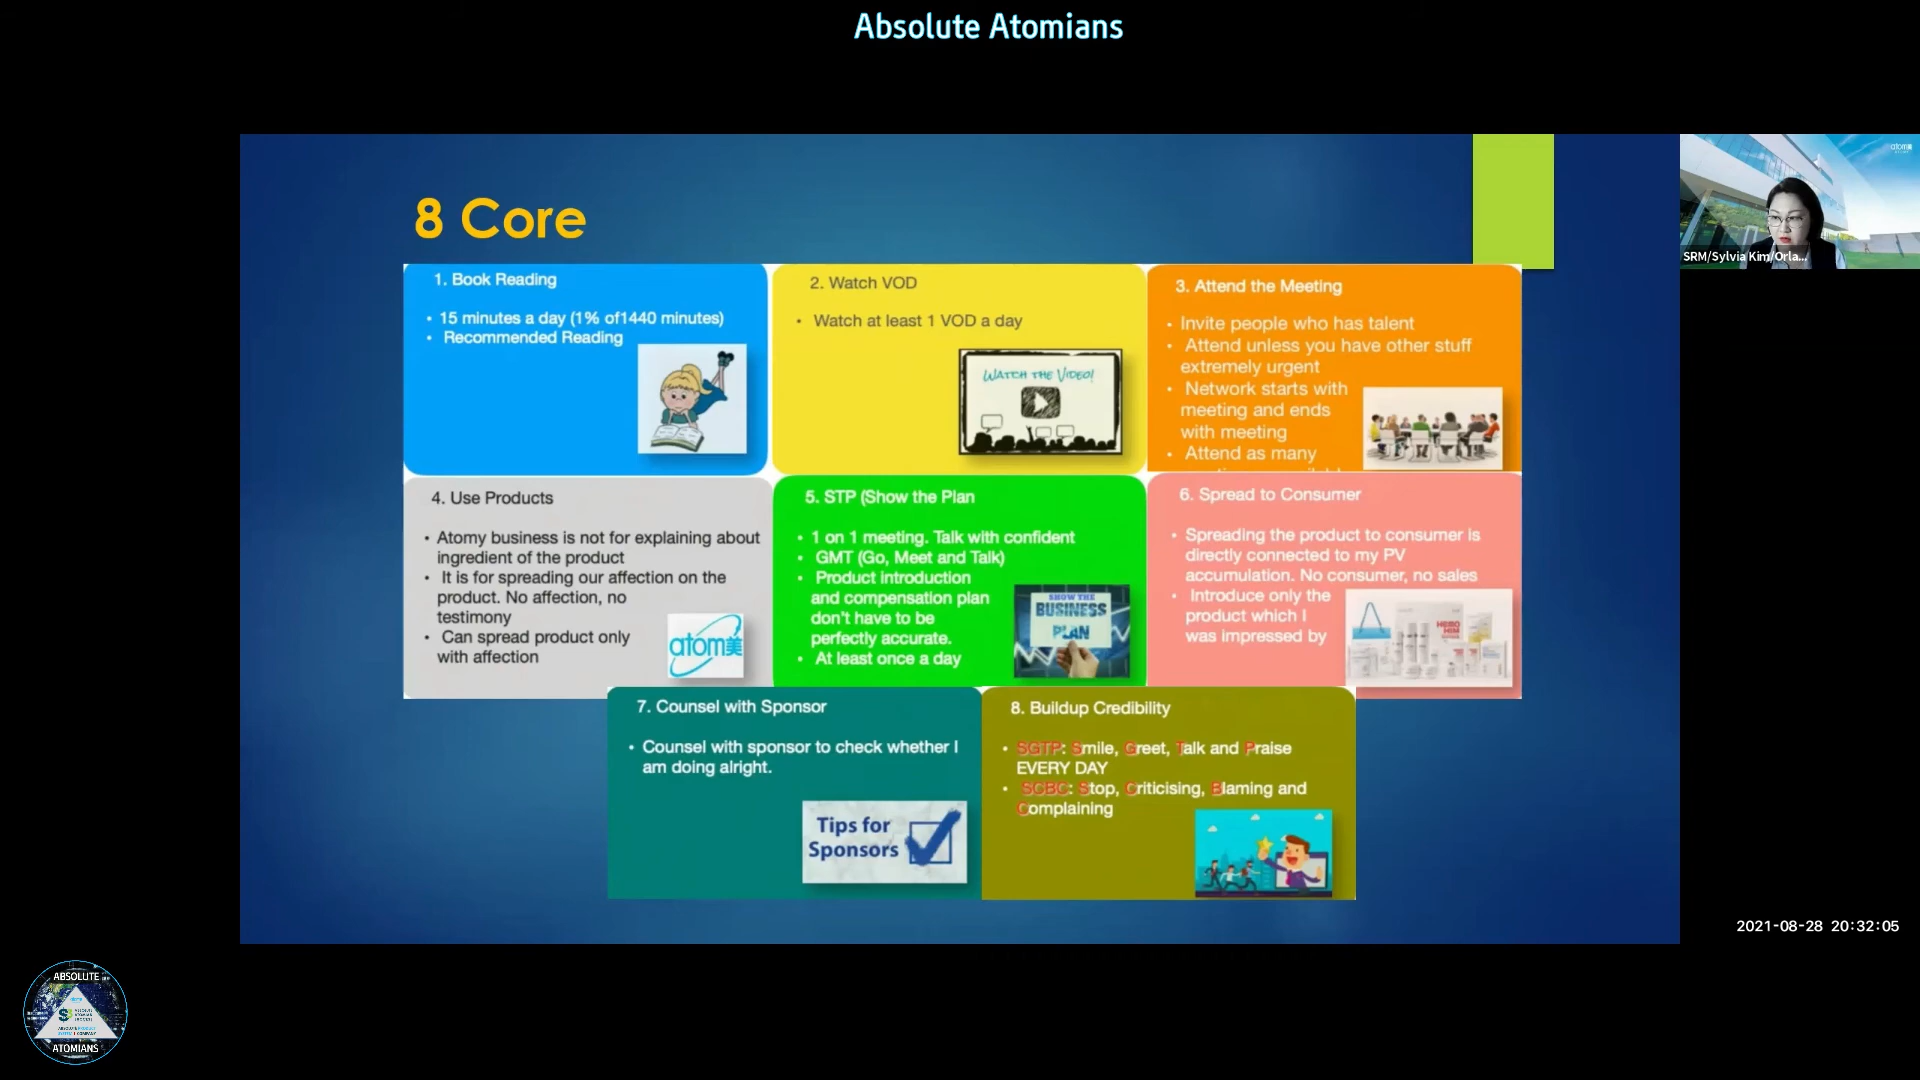 Absolute Atomians
atom美
SRM/Sylvia Kim/Orla...
8 Core
1. Book Reading
• 15 minutes a day (1% of1440 minutes)
• Recommended Reading
2. Watch VOD
• Watch at least 1 VOD a day
WATCH THE VIDEO!
3. Attend the Meeting
• Invite people who has talent
• Attend unless you have other stuff
extremely urgent
• Network starts with
meeting and ends
with meeting
• Attend as many
4. Use Products
• Atomy business is not for explaining about
ingredient of the product
• It is for spreading our affection on the
product. No affection, no
testimony
• Can spread product only
with affection
atom美
5. STP (Show the Plan
• 1 on 1 meeting. Talk with confident
• GMT (Go, Meet and Talk)
• Product introduction
and compensation plan
don't have to be
perfectly accurate.
• At least once a day
SHOW THE
BUSINESS
PLAN
6. Spread to Consumer
• Spreading the product to consumer is
directly connected to my PV
accumulation. No consumer, no sales
• Introduce only the
product which I
was impressed by
7. Counsel with Sponsor
• Counsel with sponsor to check whether I
am doing alright.
Tips for
Sponsors
8. Buildup Credibility
• SGTP: Smile, Greet, Talk and Praise
EVERY DAY
• SCBC: Stop, Criticising, Blaming and
Complaining
2021-08-28 20:32:05
ABSOLUTE
ATOMIANS